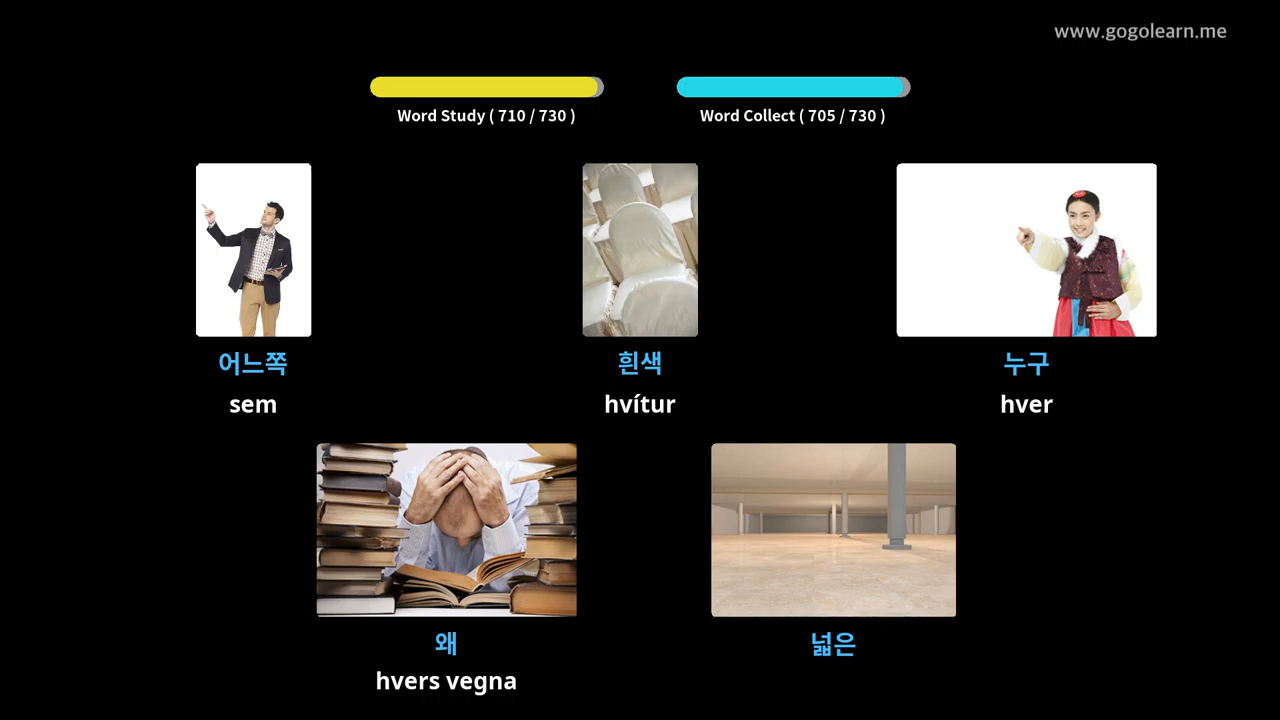 www.gogolearn.me
Word Study ( 710 / 730 )
Word Collect ( 705 / 730 )
어느쪽
sem
흰색
hvítur
누구
hver
왜
hvers vegna
넓은